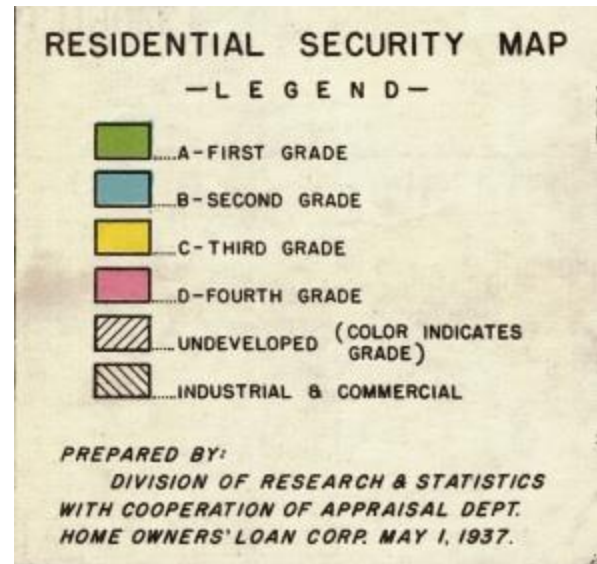 RESIDENTIAL SECURITY MAP
—LEGEND—
A-FIRST GRADE
B-SECOND GRADE
C-THIRD GRADE
D-FOURTH GRADE
UNDEVELOPED (COLOR INDICATES
GRADE)
INDUSTRIAL & COMMERCIAL
PREPARED BY:
DIVISION OF RESEARCH & STATISTICS
WITH COOPERATION OF APPRAISAL DEPT.
HOME OWNERS' LOAN CORP. MAY 1, 1937.